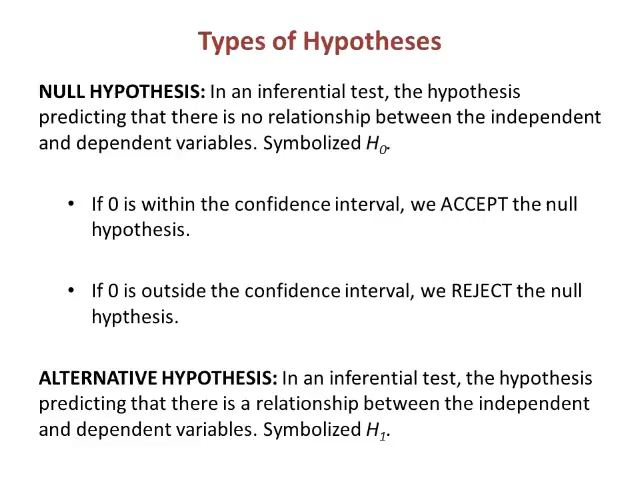 Types of Hypotheses
NULL HYPOTHESIS: In an inferential test, the hypothesis
predicting that there is no relationship between the independent
and dependent variables. Symbolized H0.
• If 0 is within the confidence interval, we ACCEPT the null
hypothesis.
• If 0 is outside the confidence interval, we REJECT the null
hypthesis.
ALTERNATIVE HYPOTHESIS: In an inferential test, the hypothesis
predicting that there is a relationship between the independent
and dependent variables. Symbolized H1.